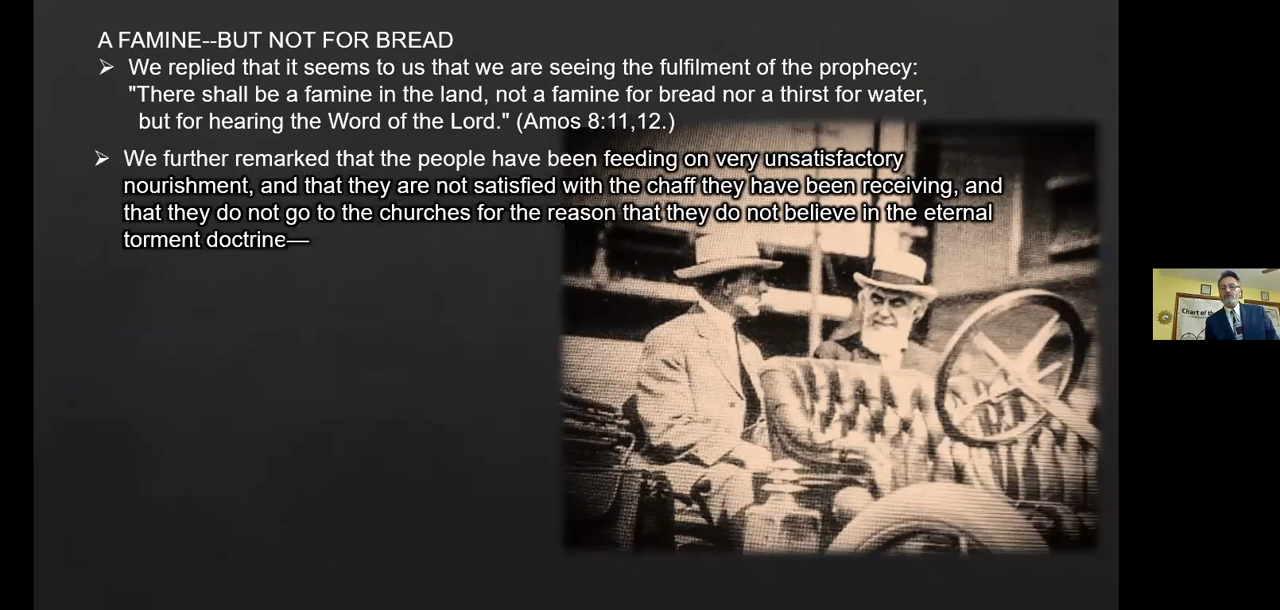 A FAMINE--BUT NOT FOR BREAD
➢ We replied that it seems to us that we are seeing the fulfilment of the prophecy:
"There shall be a famine in the land, not a famine for bread nor a thirst for water,
but for hearing the Word of the Lord." (Amos 8:11,12.)
➢ We further remarked that the people have been feeding on very unsatisfactory
nourishment, and that they are not satisfied with the chaff they have been receiving, and
that they do not go to the churches for the reason that they do not believe in the eternal
torment doctrine—
Chart of